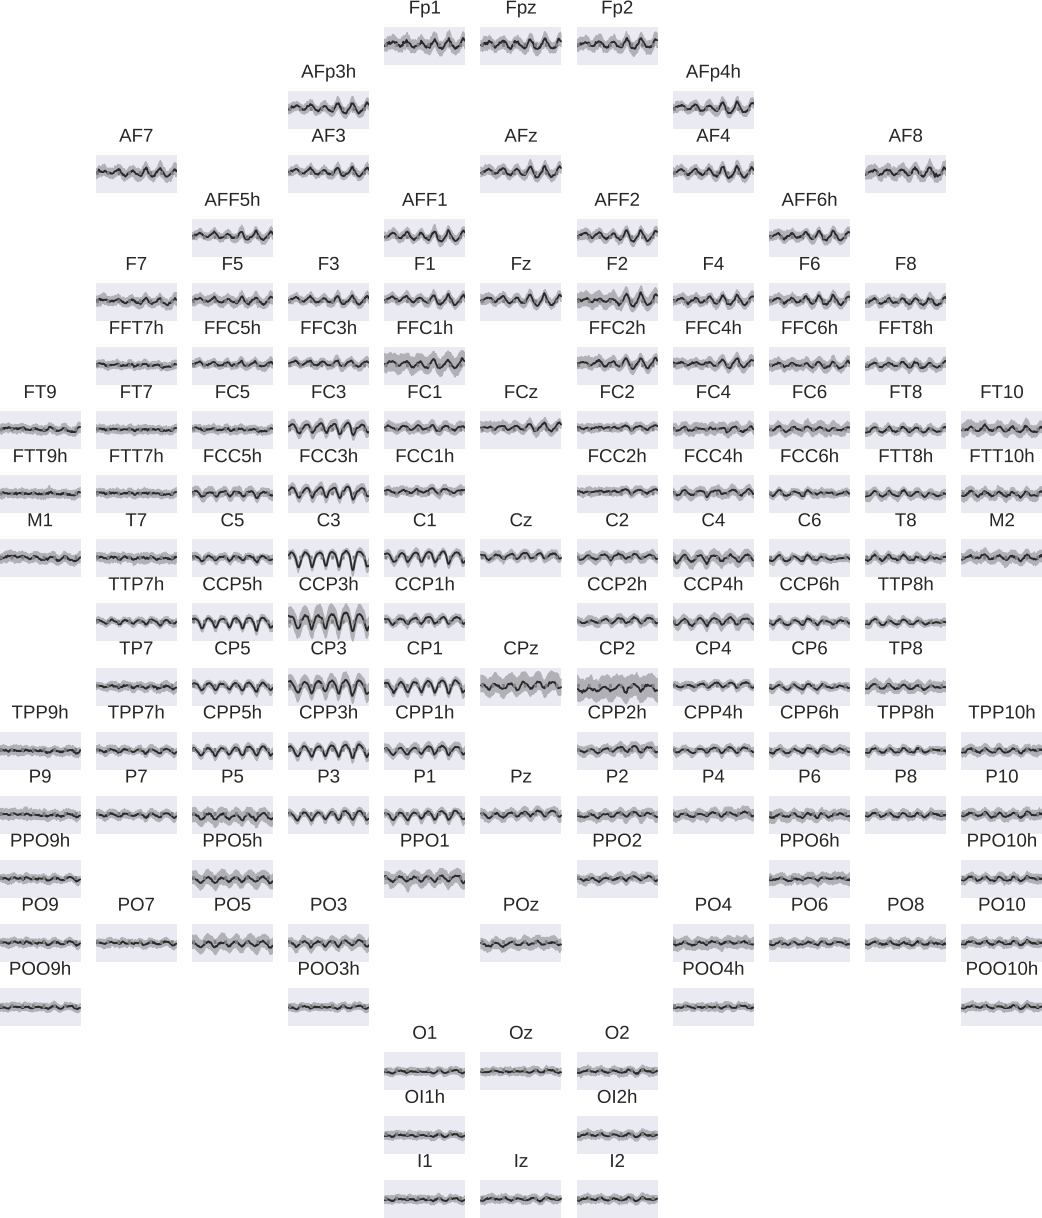 Fp1 Fpz Fp2
AFp3h AFp4h
AF7 AF3 AFz AF4 AF8
AFF5h AFF1 AFF2 AFF6h
F7 F5 F3 F1 Fz F2 F4 F6 F8
FFT7h FFC5h FFC3h FFC1h FFC2h FFC4h FFC6h FFT8h
FT9 FT7 FC5 FC3 FC1 FCz FC2 FC4 FC6 FT8 FT10
FTT9h FTT7h FCC5h FCC3h FCC1h FCC2h FCC4h FCC6h FTT8h FTT10h
M1 T7 C5 C3 C1 Cz C2 C4 C6 T8 M2
TTP7h CCP5h CCP3h CCP1h CCP2h CCP4h CCP6h TTP8h
TP7 CP5 CP3 CP1 CPz CP2 CP4 CP6 TP8
TPP9h TPP7h CPP5h CPP3h CPP1h CPP2h CPP4h CPP6h TPP8h TPP10h
P9 P7 P5 P3 P1 Pz P2 P4 P6 P8 P10
PPO9h PPO5h PPO1 PPO2 PPO6h PPO10h
PO9 PO7 PO5 PO3 POz PO4 PO6 PO8 PO10
POO9h POO3h POO4h POO10h
O1 Oz O2
OI1h OI2h
I1 Iz I2